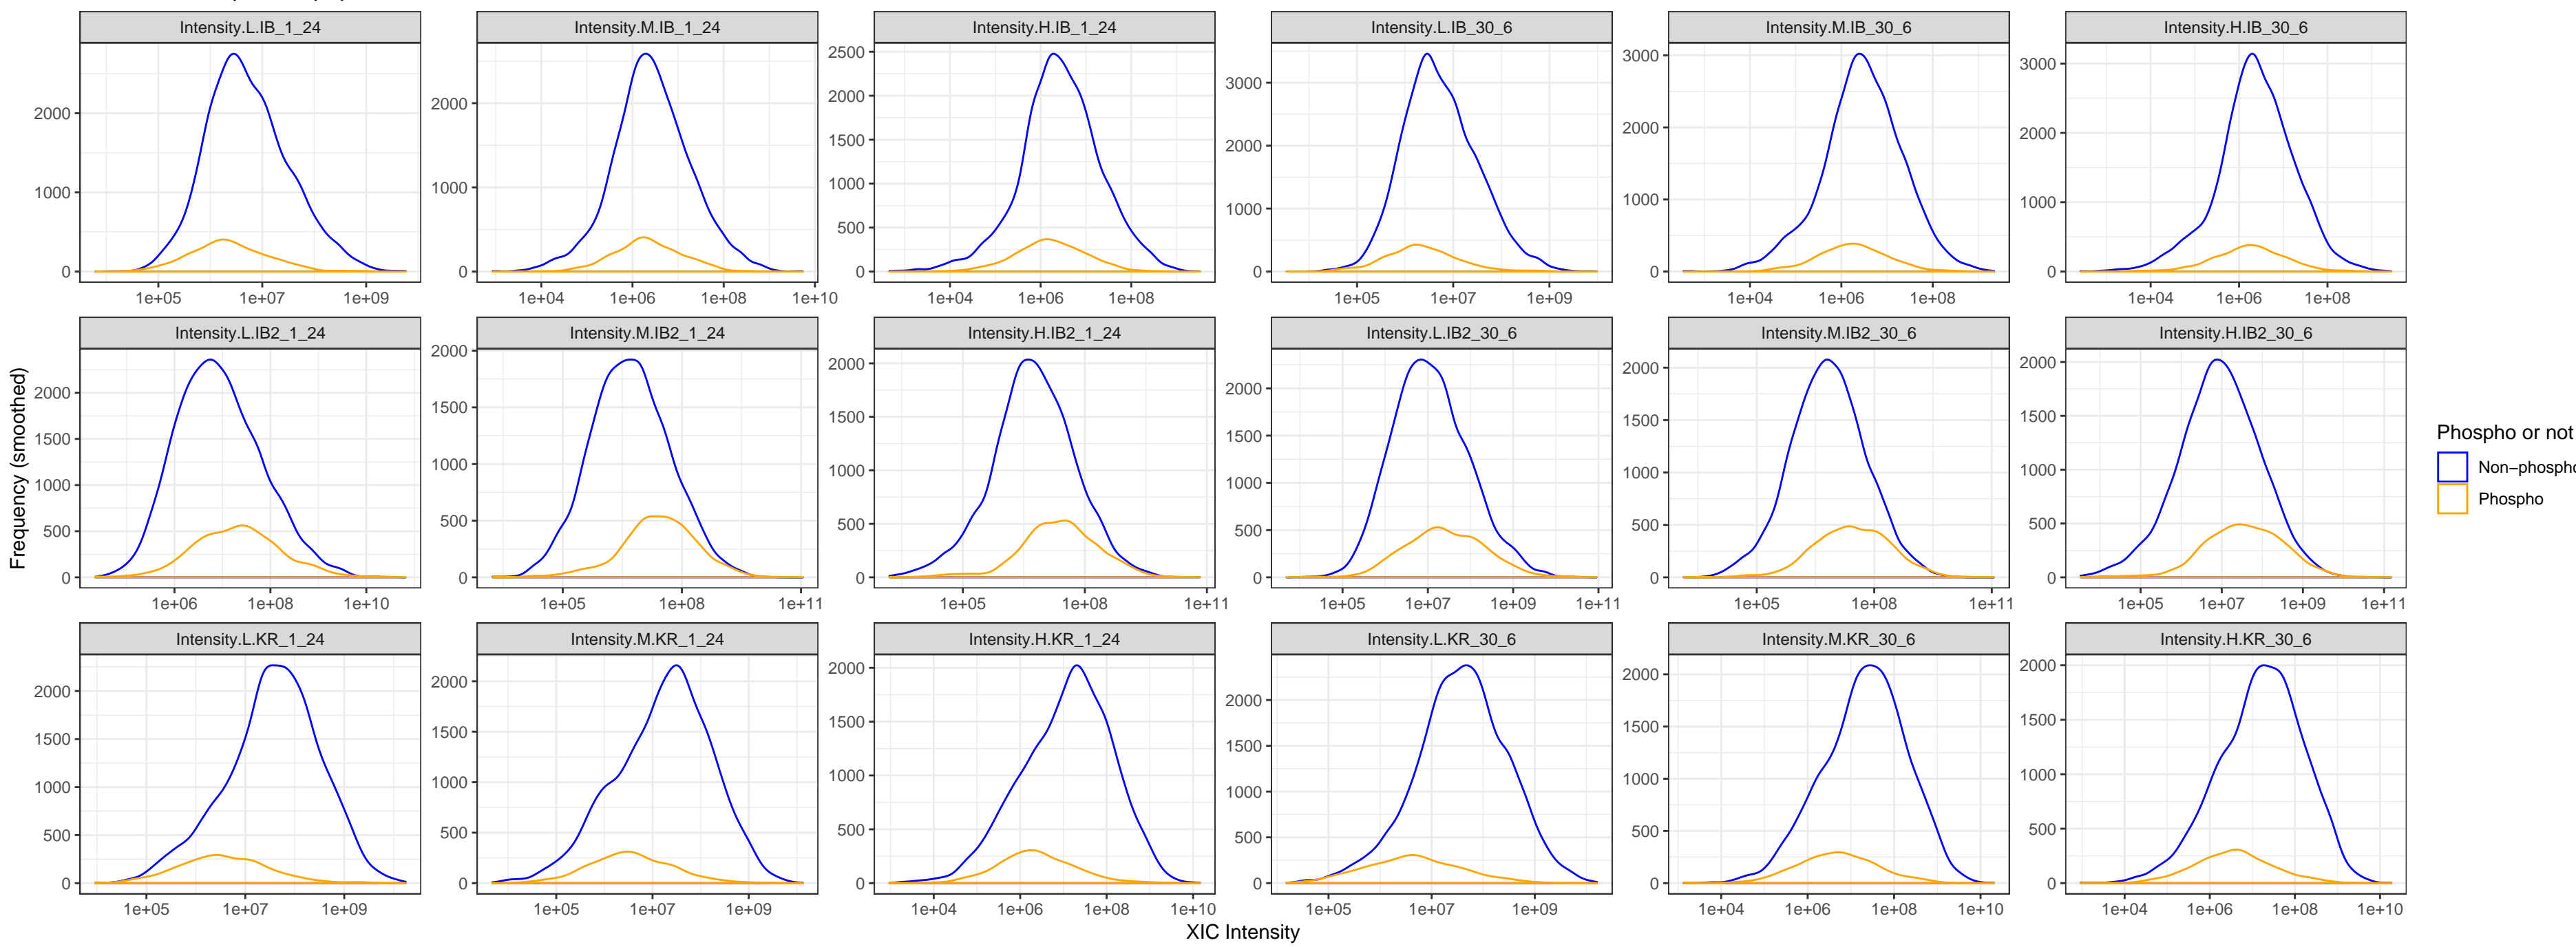 Intensity.L.IB_1_24 Intensity.M.IB_1_24 Intensity.H.IB_1_24 Intensity.L.IB_30_6 Intensity.M.IB_30_6 Intensity.H.IB_30_6
2000 1000 0
2000 1000 0
2500 2000 1500 1000 500 0
3000 2000 1000 0
3000 2000 1000 0
3000 2000 1000 0
1e+05 1e+07 1e+09
1e+04 1e+06 1e+08 1e+10
1e+04 1e+06 1e+08
1e+05 1e+07 1e+09
1e+04 1e+06 1e+08
1e+04 1e+06 1e+08
Intensity.L.IB2_1_24 Intensity.M.IB2_1_24 Intensity.H.IB2_1_24 Intensity.L.IB2_30_6 Intensity.M.IB2_30_6 Intensity.H.IB2_30_6
2000 1500 1000 500 0
2000 1500 1000 500 0
2000 1500 1000 500 0
2000 1500 1000 500 0
2000 1500 1000 500 0
2000 1500 1000 500 0
1e+06 1e+08 1e+10
1e+05 1e+08 1e+11
1e+05 1e+08 1e+11
1e+05 1e+07 1e+09 1e+11
1e+05 1e+08 1e+11
1e+05 1e+07 1e+09 1e+11
Intensity.L.KR_1_24 Intensity.M.KR_1_24 Intensity.H.KR_1_24 Intensity.L.KR_30_6 Intensity.M.KR_30_6 Intensity.H.KR_30_6
2000 1500 1000 500 0
2000 1500 1000 500 0
2000 1500 1000 500 0
2000 1500 1000 500 0
2000 1500 1000 500 0
2000 1500 1000 500 0
1e+05 1e+07 1e+09
1e+05 1e+07 1e+09
1e+04 1e+06 1e+08 1e+10
1e+05 1e+07 1e+09
1e+04 1e+06 1e+08 1e+10
1e+04 1e+06 1e+08 1e+10
Frequency (smoothed)
XIC Intensity
Phospho or not
Non−phospho
Phospho